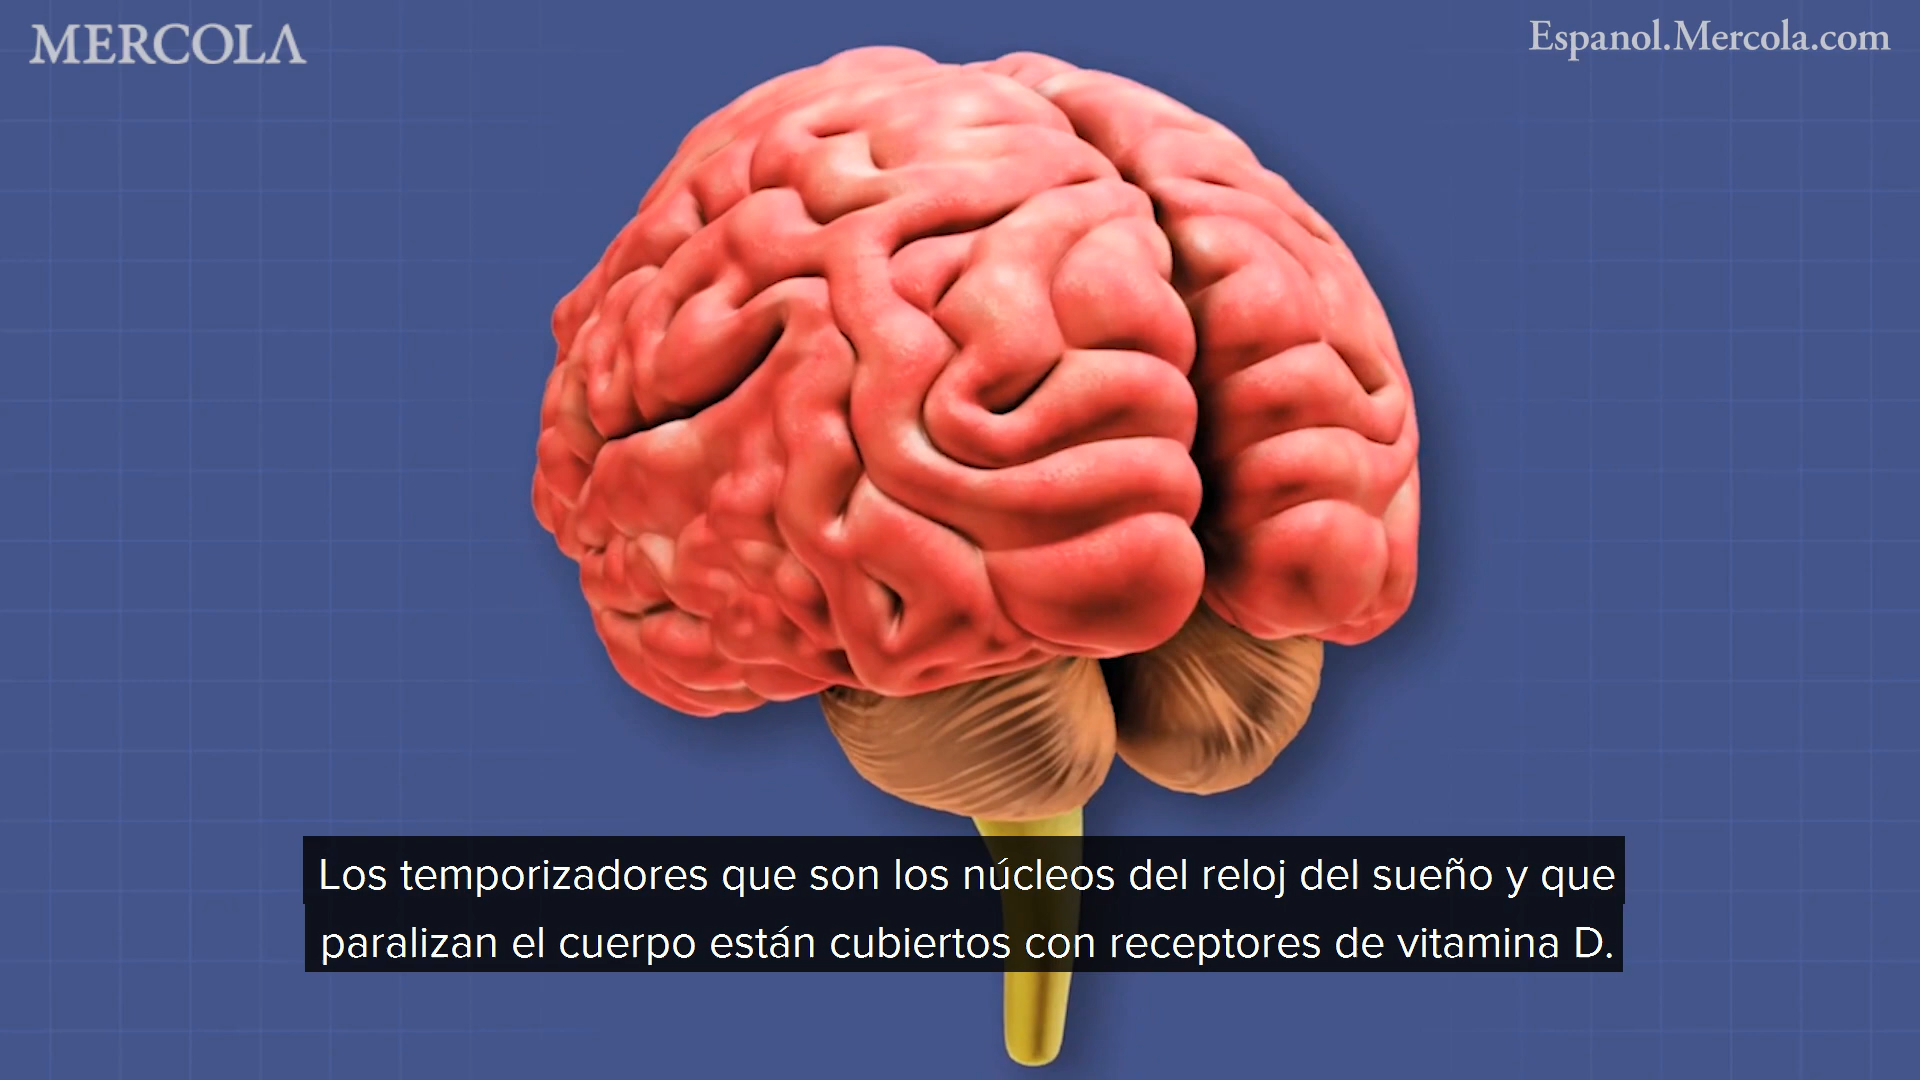 MERCOLA
Espanol.Mercola.com
Los temporizadores que son los núcleos del reloj del sueño y que
paralizan el cuerpo están cubiertos con receptores de vitamina D.